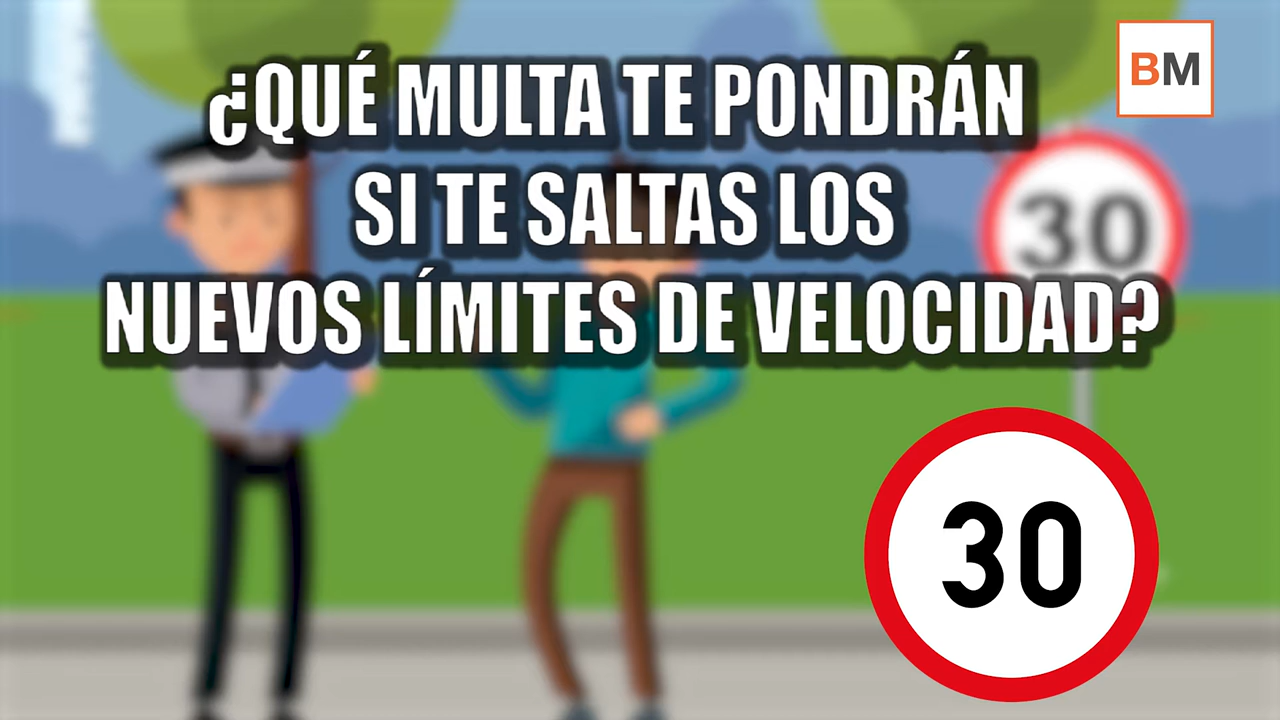 BM
¿QUÉ MULTA TE PONDRÁN
SI TE SALTAS LOS
NUEVOS LÍMITES DE VELOCIDAD?
30
30